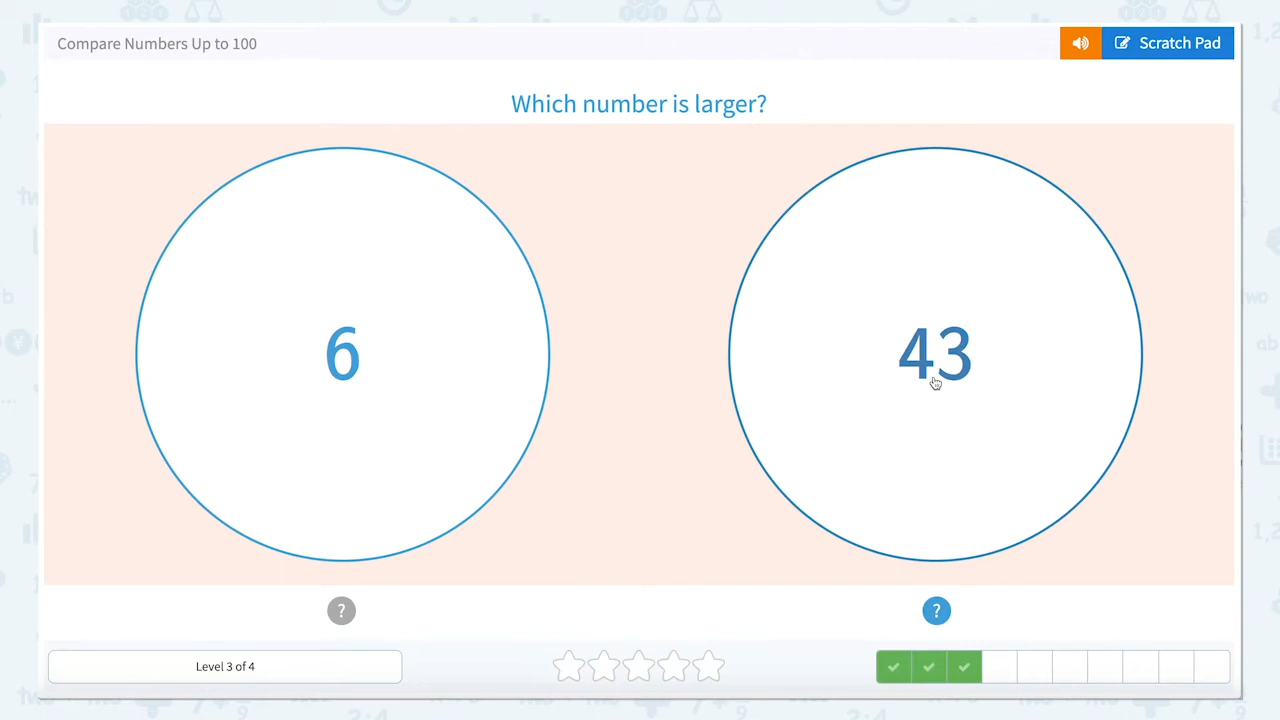 Compare Numbers Up to 100
Scratch Pad
Which number is larger?
6 43
? ?
Level 3 of 4